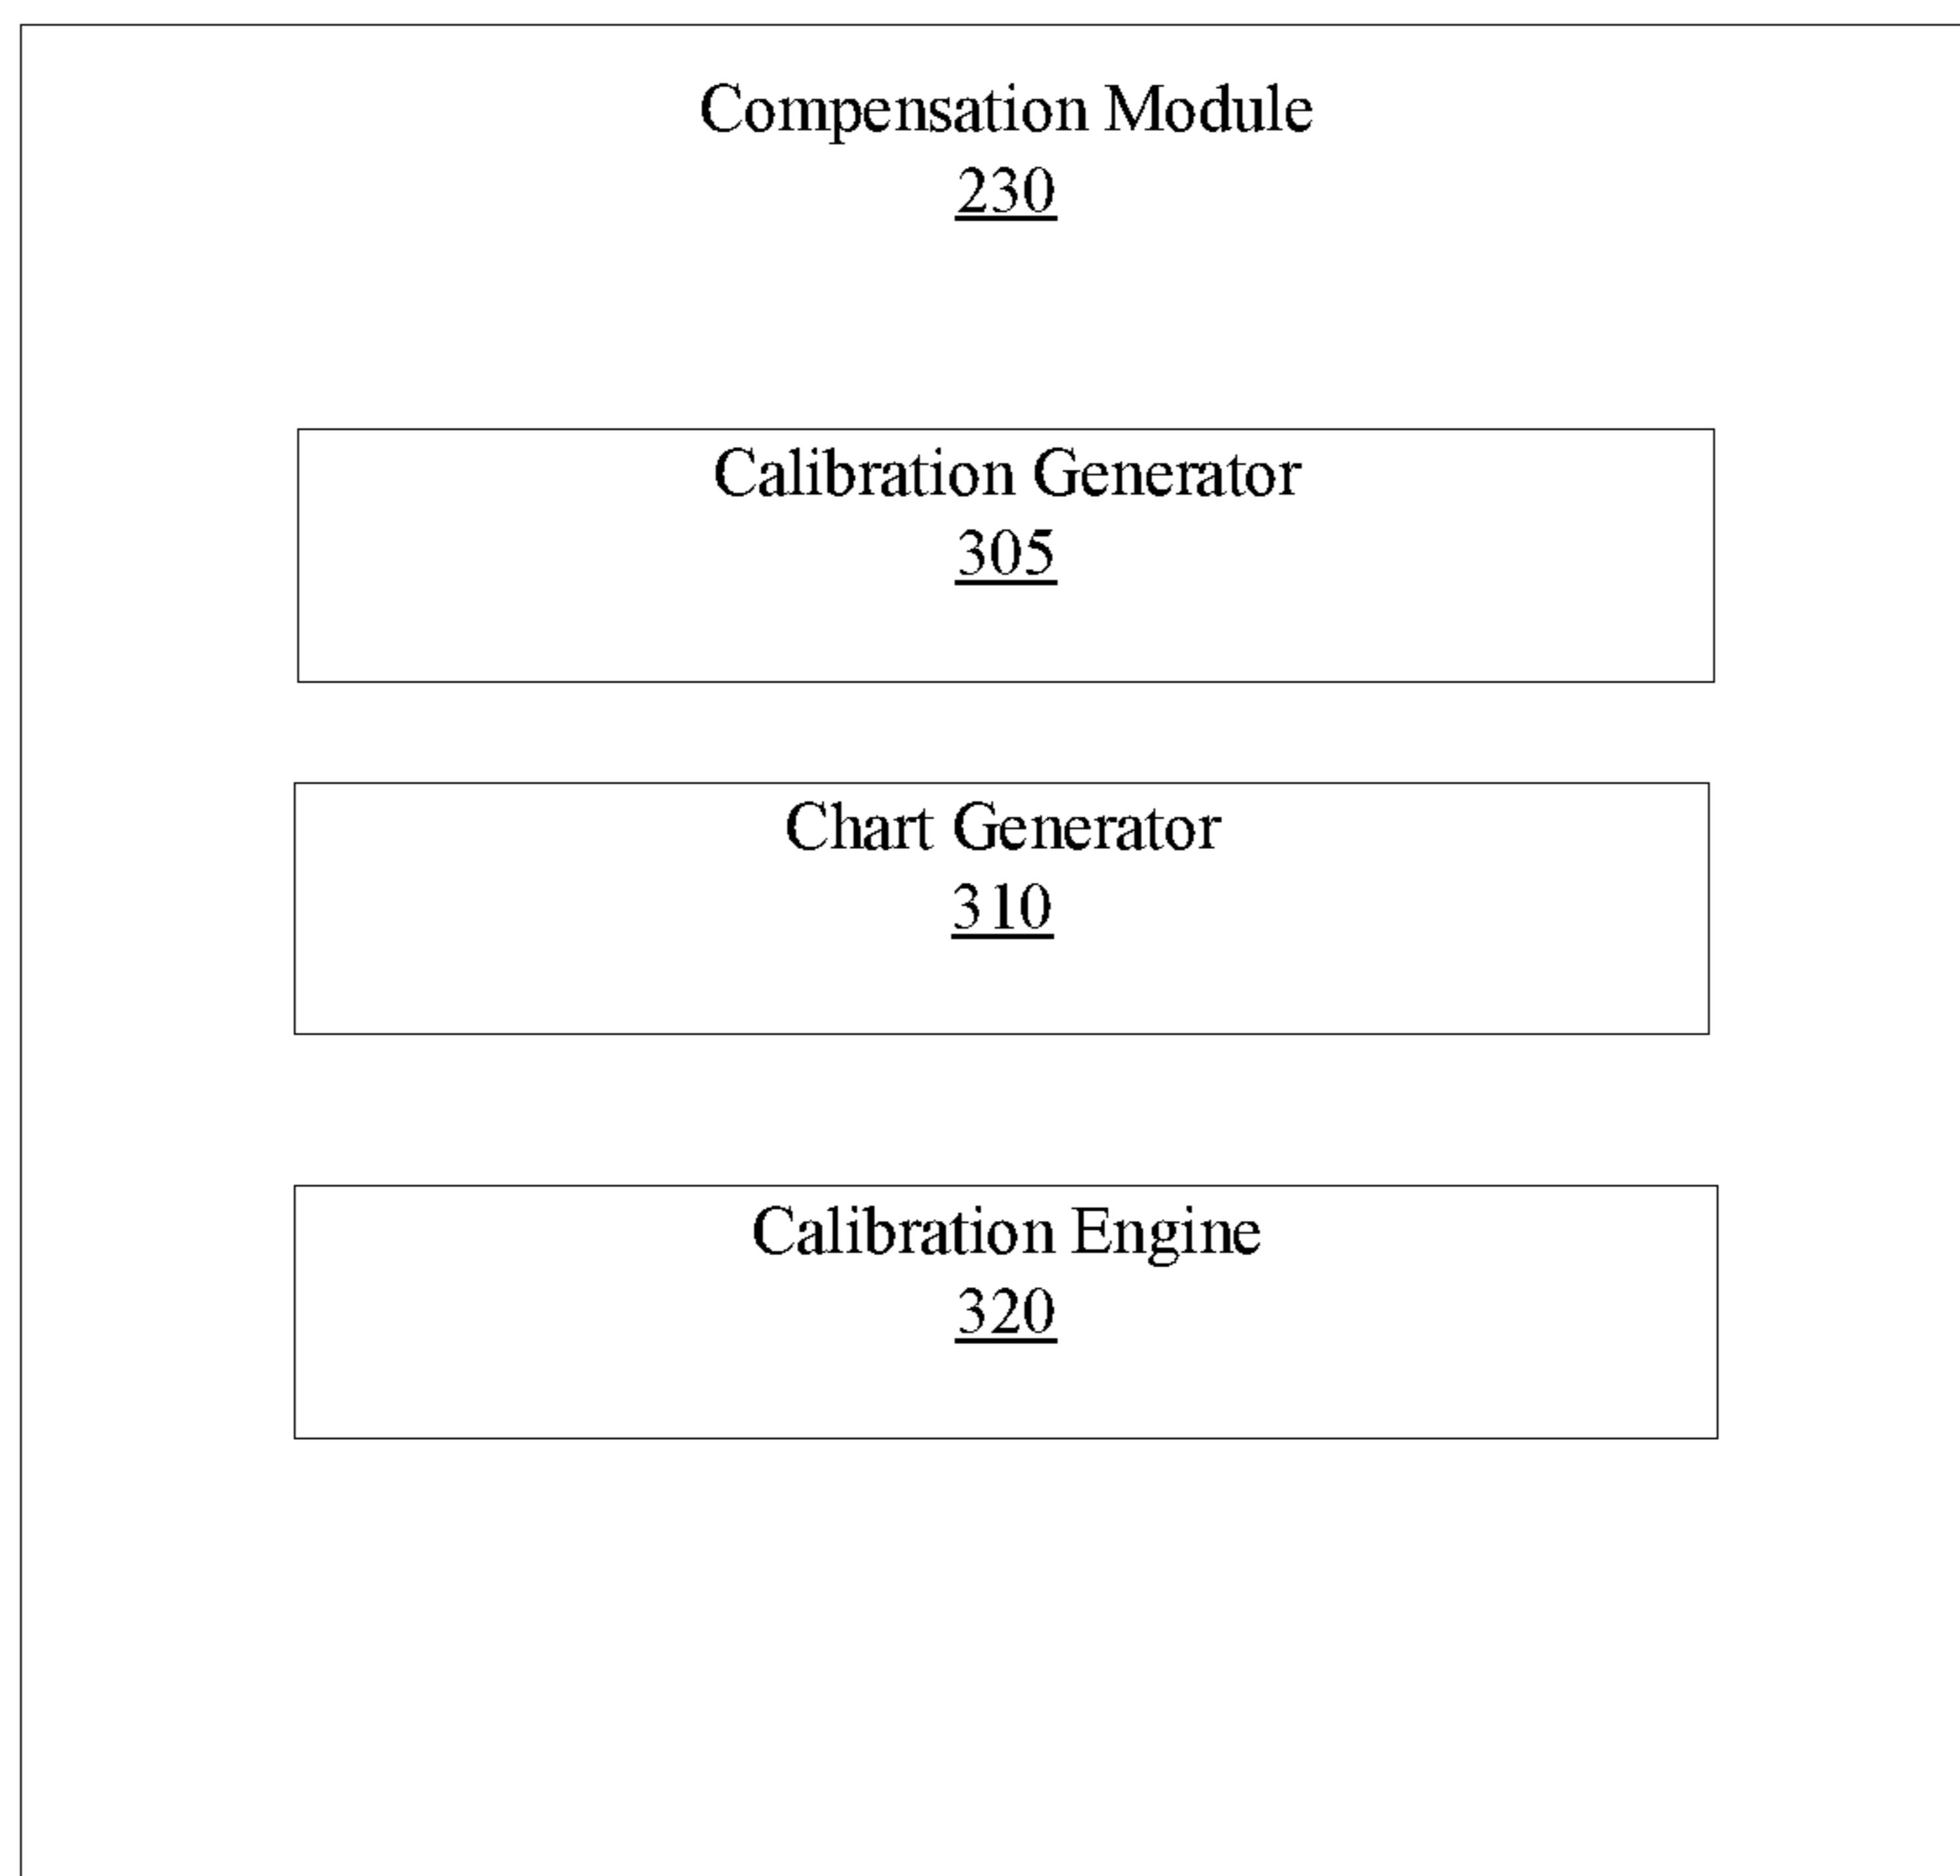 Compensation Module
230
Calibration Generator
305
Chart Generator
310
Calibration Engine
320